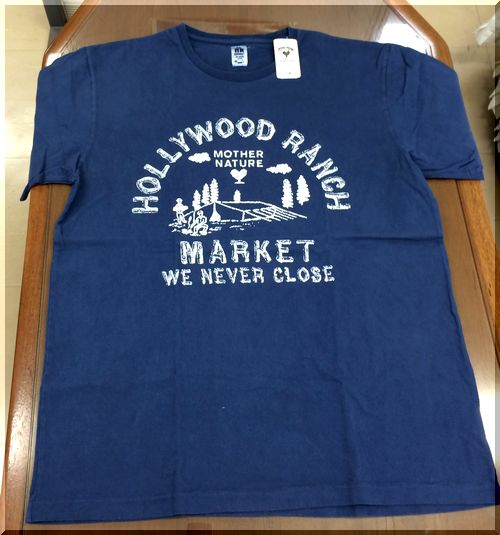 HOLLYWOOD RANCH
MOTHER
NATURE
MARKET
WE NEVER CLOSE